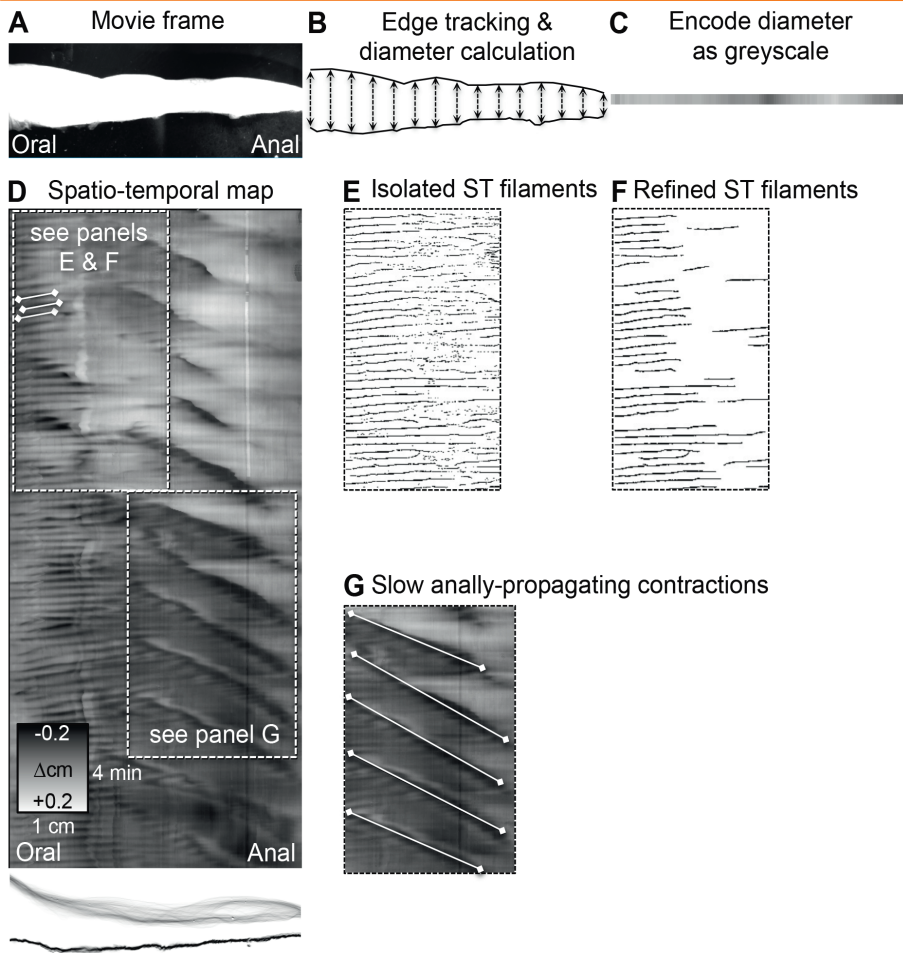 A Movie frame
Oral Anal
B Edge tracking &
diameter calculation
C Encode diameter
as greyscale
D Spatio-temporal map
see panels
E & F
see panel G
-0.2
∆cm
+0.2
4 min
1 cm
Oral Anal
E Isolated ST filaments
F Refined ST filaments
G Slow anally-propagating contractions